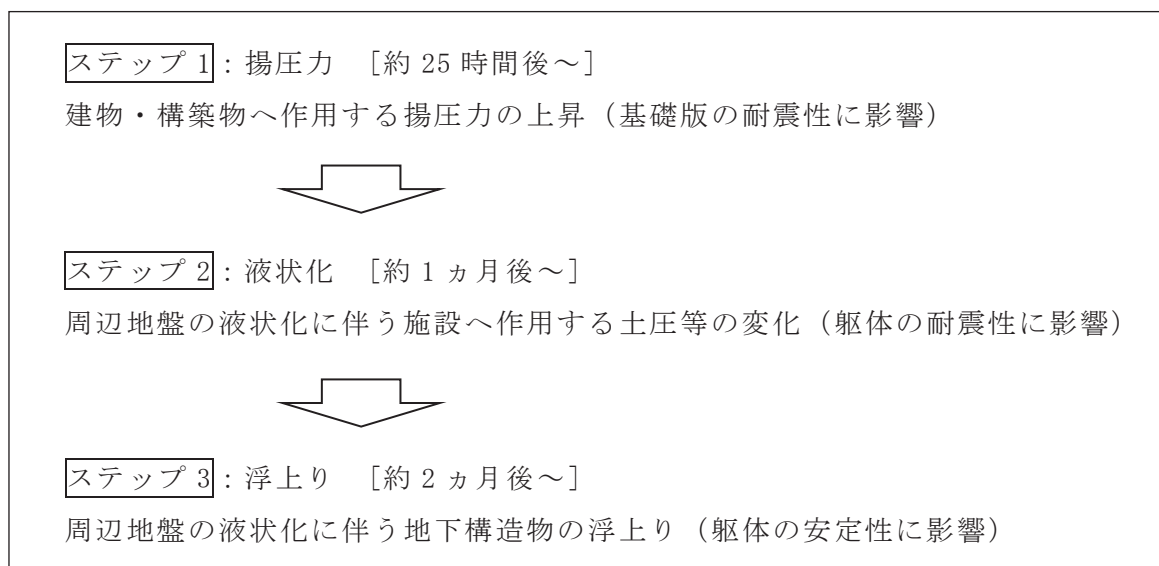 ステップ 1：揚圧力　［約 25 時間後～］
建物・構築物へ作用する揚圧力の上昇（基礎版の耐震性に影響）
ステップ 2：液状化　［約 1 ヵ月後～］
周辺地盤の液状化に伴う施設へ作用する土圧等の変化（躯体の耐震性に影響）
ステップ 3：浮上り　［約 2 ヵ月後～］
周辺地盤の液状化に伴う地下構造物の浮上り（躯体の安定性に影響）